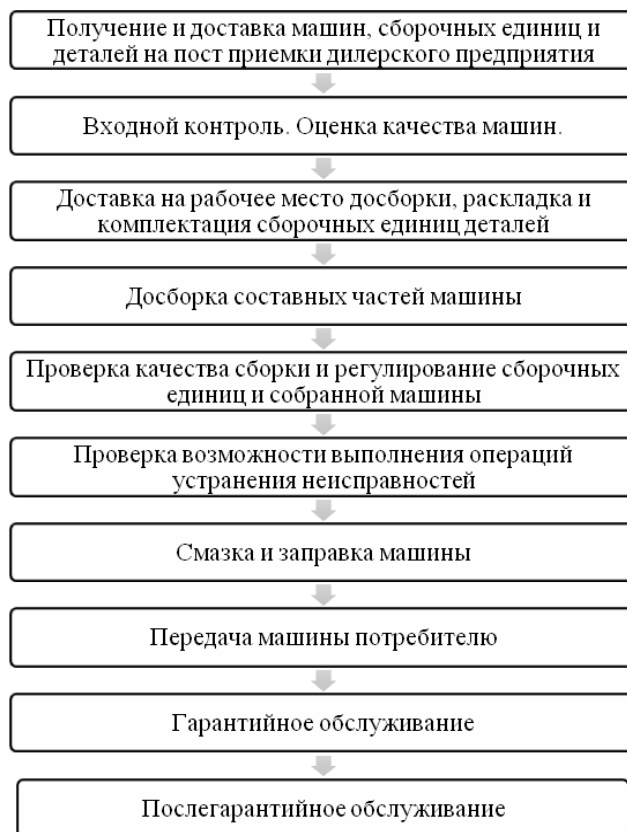 Получение и доставка машин, сборочных единиц и
деталей на пост приемки дилерского предприятия
Входной контроль. Оценка качества машин.
Доставка на рабочее место досборки, раскладка и
комплектация сборочных единиц деталей
Досборка составных частей машины
Проверка качества сборки и регулирование сборочных
единиц и собранной машины
Проверка возможности выполнения операций
устранения неисправностей
Смазка и заправка машины
Передача машины потребителю
Гарантийное обслуживание
Послегарантийное обслуживание